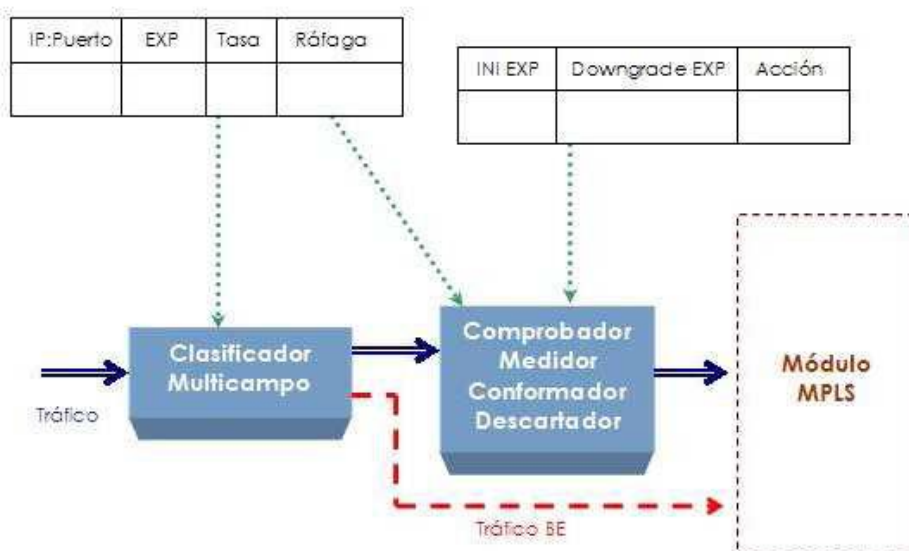 IP:Puerto EXP Tasa Ráfaga
INI EXP Downgrade EXP Acción
Clasificador
Multicampo
Comprobador
Medidor
Conformador
Descartador
Módulo
MPLS
Tráfico
Tráfico BE